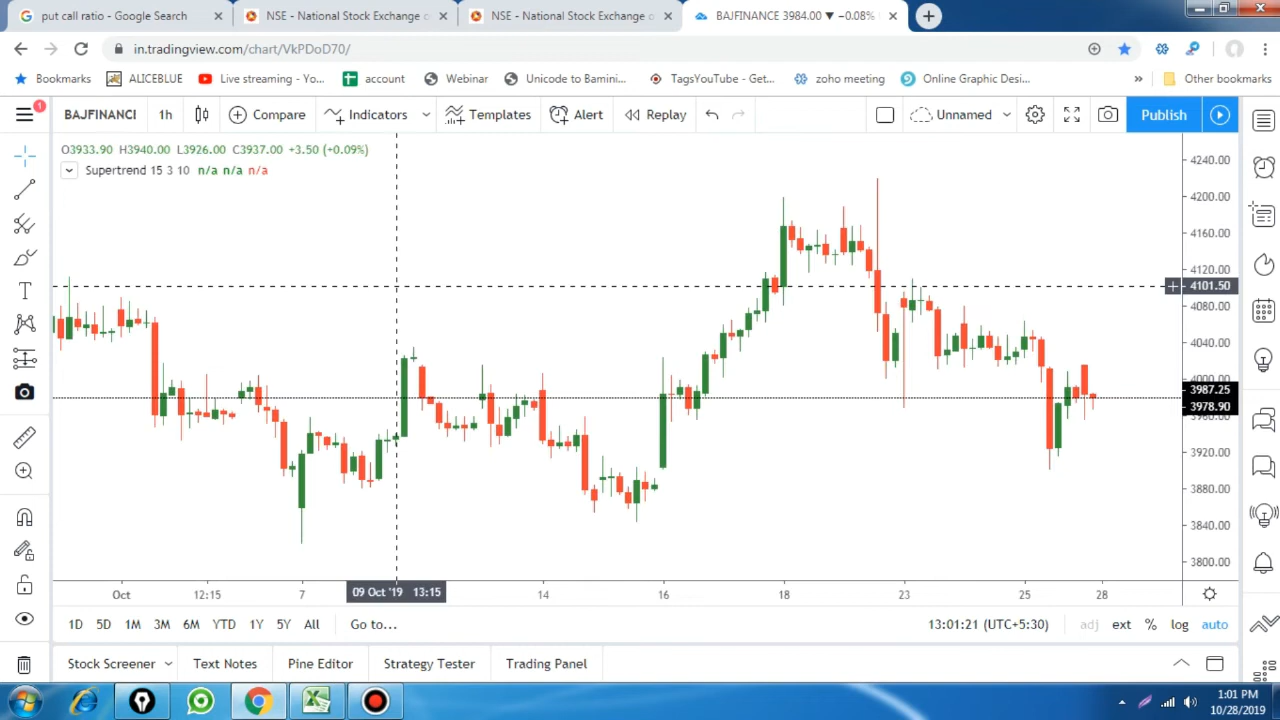 put call ratio - Google Search
NSE - National Stock Exchange o
NSE - National Stock Exchange o
BAJFINANCE 3984.00 ▼ −0.08%
in.tradingview.com/chart/VkPDoD70/
Bookmarks
ALICEBLUE
Live streaming - Yo...
account
Webinar
Unicode to Bamini...
TagsYouTube - Get...
zoho meeting
Online Graphic Desi...
»
Other bookmarks
1
BAJFINANCI
1h
Compare
Indicators
Templates
Alert
Replay
Unnamed
Publish
O3933.90 H3940.00 L3926.00 C3937.00 +3.50 (+0.09%)
Supertrend 15 3 10 n/a n/a n/a
4240.00
4200.00
4160.00
4120.00
4101.50
4080.00
4040.00
4000.00
3987.25
3978.90
3920.00
3880.00
3840.00
3800.00
Oct
12:15
7
09 Oct '19 13:15
14
16
18
23
25
28
1D 5D 1M 3M 6M YTD 1Y 5Y All
Go to...
13:01:21 (UTC+5:30)
adj ext % log auto
Stock Screener
Text Notes
Pine Editor
Strategy Tester
Trading Panel
1:01 PM
10/28/2019